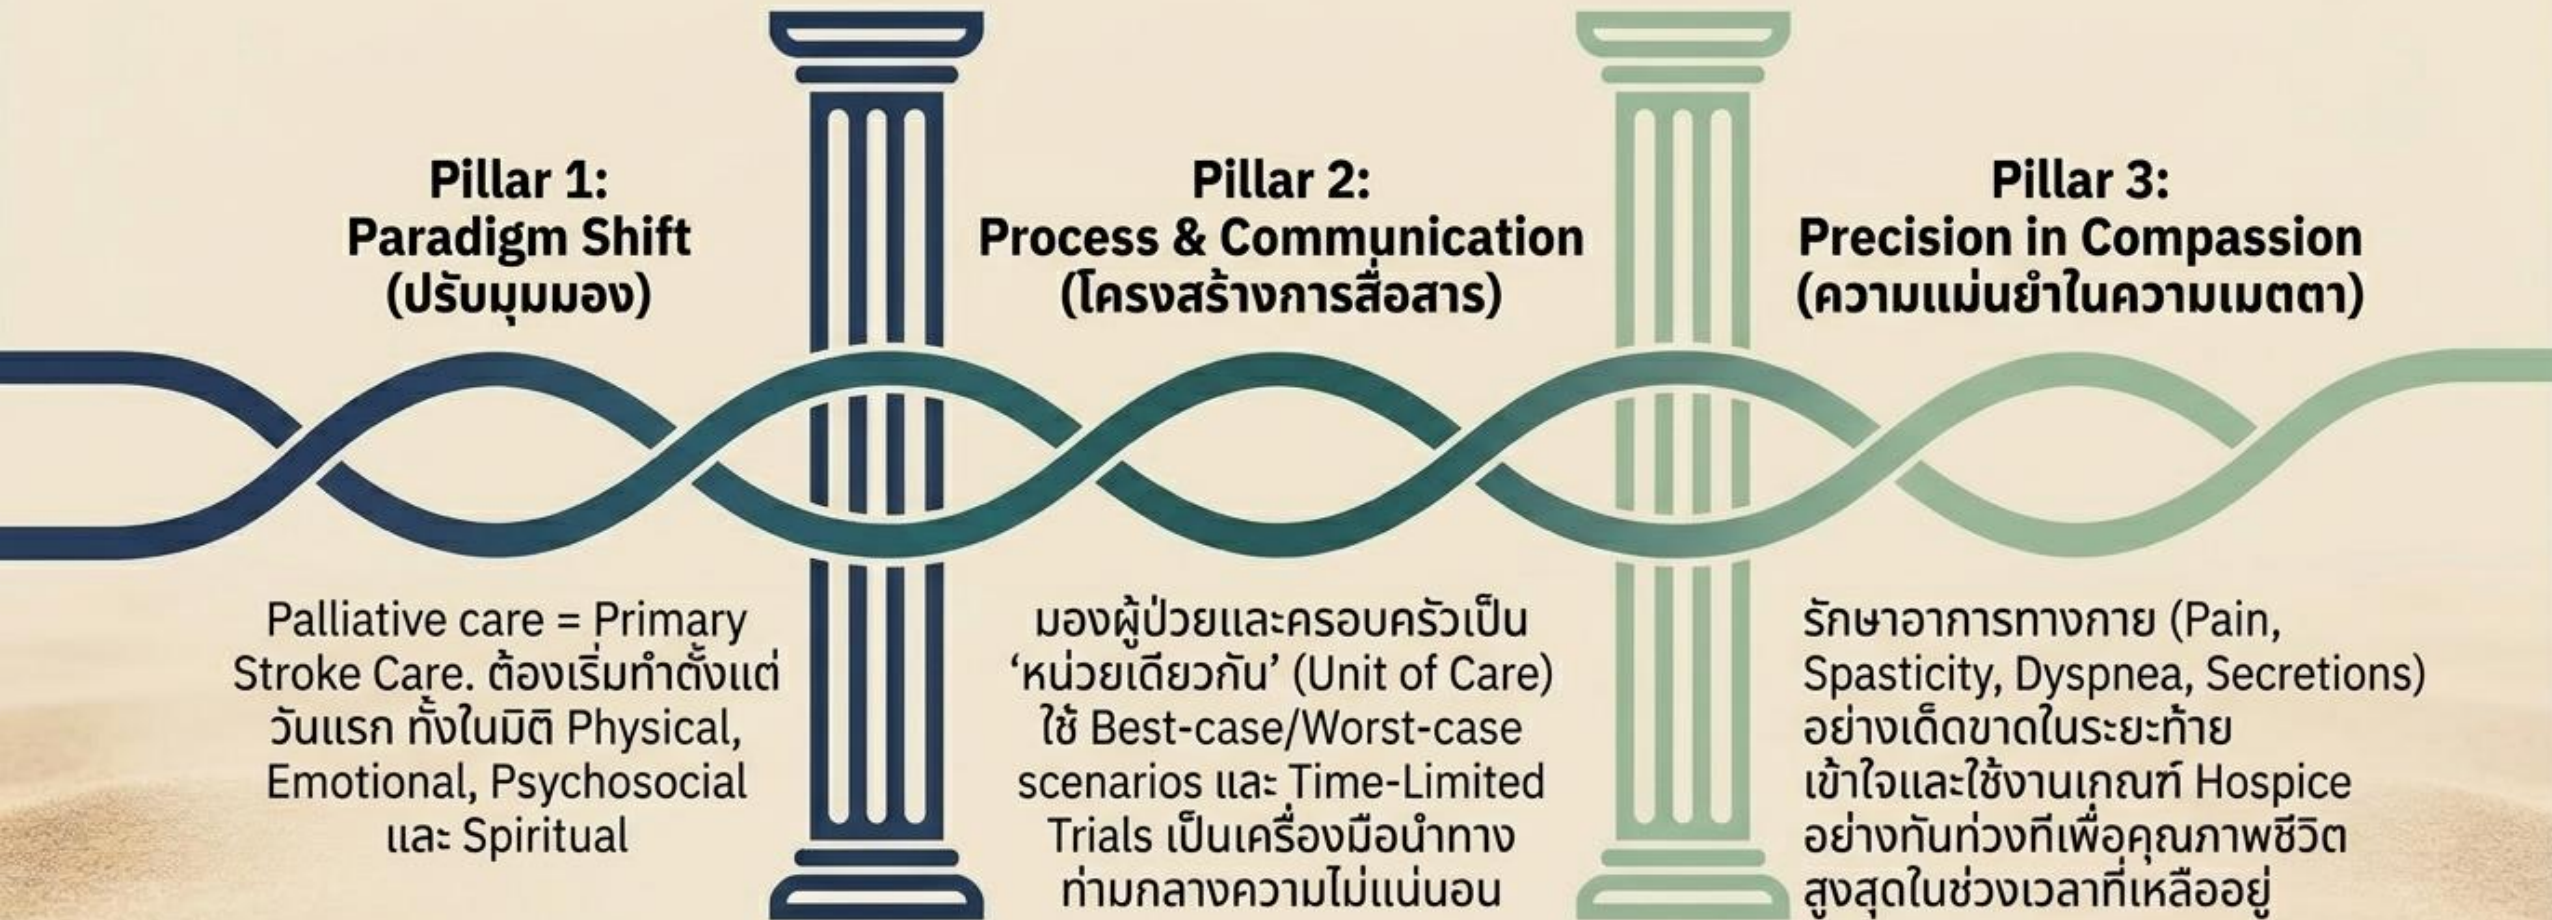 Pillar 1:
Paradigm Shift
(ปรับมุมมอง)
Palliative care = Primary
Stroke Care. ต้องเริ่มทำตั้งแต่
วันแรก ทั้งในมิติ Physical,
Emotional, Psychosocial
และ Spiritual
Pillar 2:
Process & Communication
(โครงสร้างการสื่อสาร)
มองผู้ป่วยและครอบครัวเป็น
‘หน่วยเดียวกัน’ (Unit of Care)
ใช้ Best-case/Worst-case
scenarios และ Time-Limited
Trials เป็นเครื่องมือนำทาง
ท่ามกลางความไม่แน่นอน
Pillar 3:
Precision in Compassion
(ความแม่นยำในความเมตตา)
รักษาอาการทางกาย (Pain,
Spasticity, Dyspnea, Secretions)
อย่างเด็ดขาดในระยะท้าย
เข้าใจและใช้งานเกณฑ์ Hospice
อย่างทันท่วงทีเพื่อคุณภาพชีวิต
สูงสุดในช่วงเวลาที่เหลืออยู่